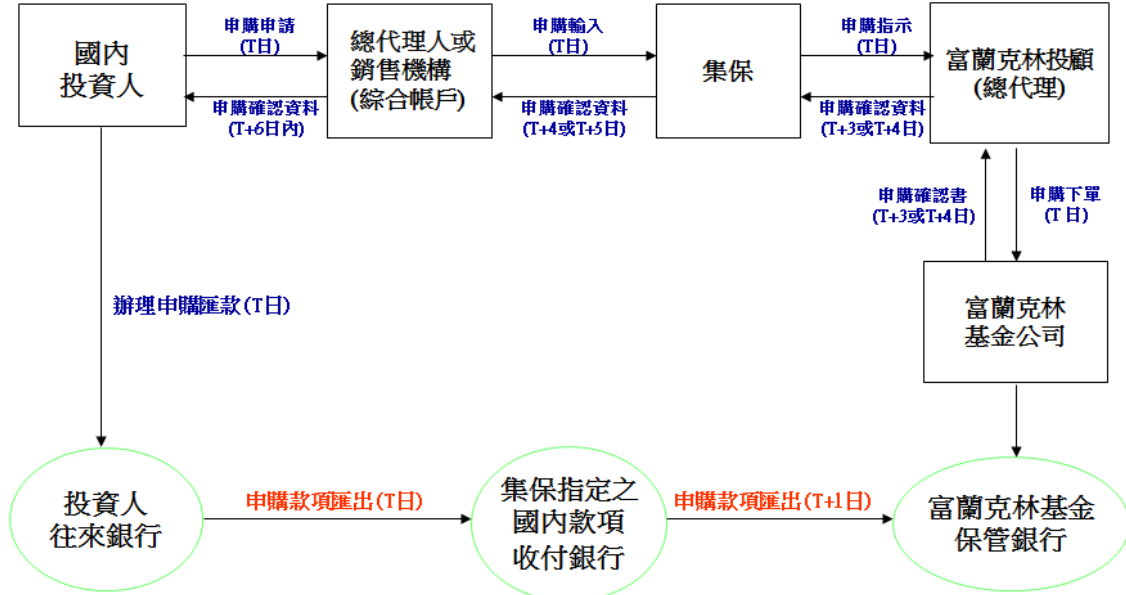 國內
投資人
申購申請
(T日)
申購確認資料
(T+6日內)
總代理人或
銷售機構
(綜合帳戶)
申購輸入
(T日)
申購確認資料
(T+4或T+5日)
集保
申購指示
(T日)
申購確認資料
(T+3或T+4日)
富蘭克林投顧
(總代理)
申購確認書
(T+3或T+4日)
申購下單
(T 日)
富蘭克林
基金公司
辦理申購匯款(T日)
投資人
往來銀行
申購款項匯出(T日)
集保指定之
國內款項
收付銀行
申購款項匯出(T+1日)
富蘭克林基金
保管銀行